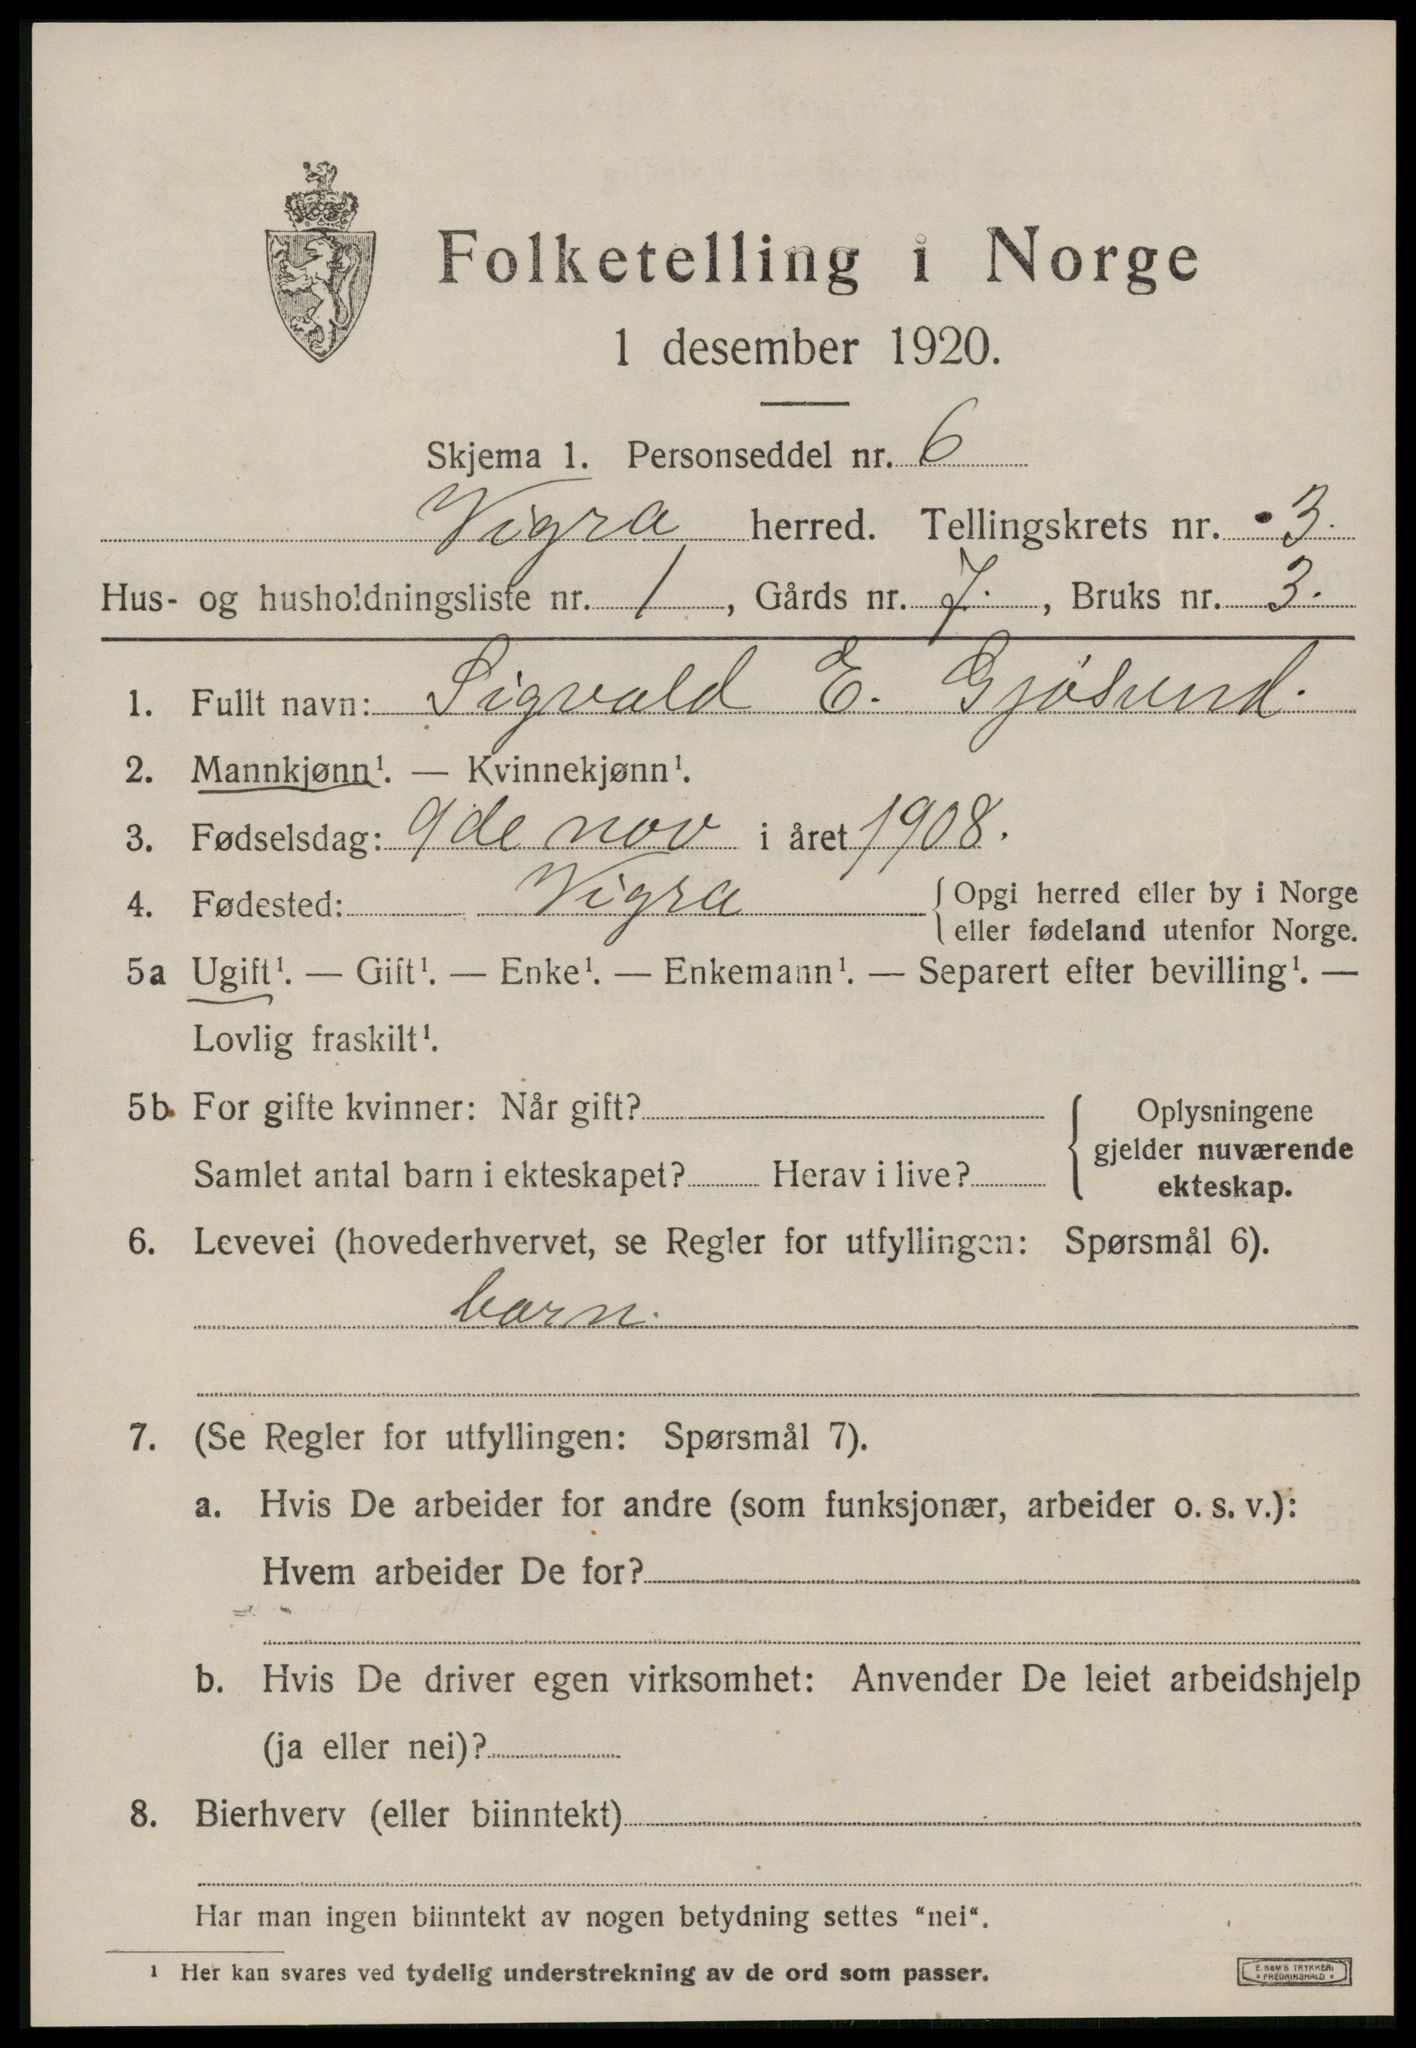 Folketelling i Norge
1 desember 1920.
Skjema 1. Personseddel nr. 6
Vigra herred. Tellingskrets nr. 3.
Hus- og husholdningsliste nr. 1, Gårds nr. 7., Bruks nr. 3.
1. Fullt navn: Sigvald E. Gjøsund.
2. Mannkjønn¹. — Kvinnekjønn¹.
3. Fødselsdag: 9de nov i året 1908.
4. Fødested: Vigra { Opgi herred eller by i Norge
eller fødeland utenfor Norge.
5a Ugift¹. — Gift¹. — Enke¹. — Enkemann¹. — Separert efter bevilling¹. —
Lovlig fraskilt¹.
5b. For gifte kvinner: Når gift? { Oplysningene
gjelder nuværende
Samlet antal barn i ekteskapet? Herav i live? ekteskap.
6. Levevei (hovederhvervet, se Regler for utfyllingen: Spørsmål 6).
barn.
7. (Se Regler for utfyllingen: Spørsmål 7).
a. Hvis De arbeider for andre (som funksjonær, arbeider o. s. v.):
Hvem arbeider De for?
b. Hvis De driver egen virksomhet: Anvender De leiet arbeidshjelp
(ja eller nei)?
8. Bierhverv (eller biinntekt)
Har man ingen biinntekt av nogen betydning settes “nei“.
¹ Her kan svares ved tydelig understrekning av de ord som passer.
E. SEM'S TRYKKERI
FREDRIKSHALD